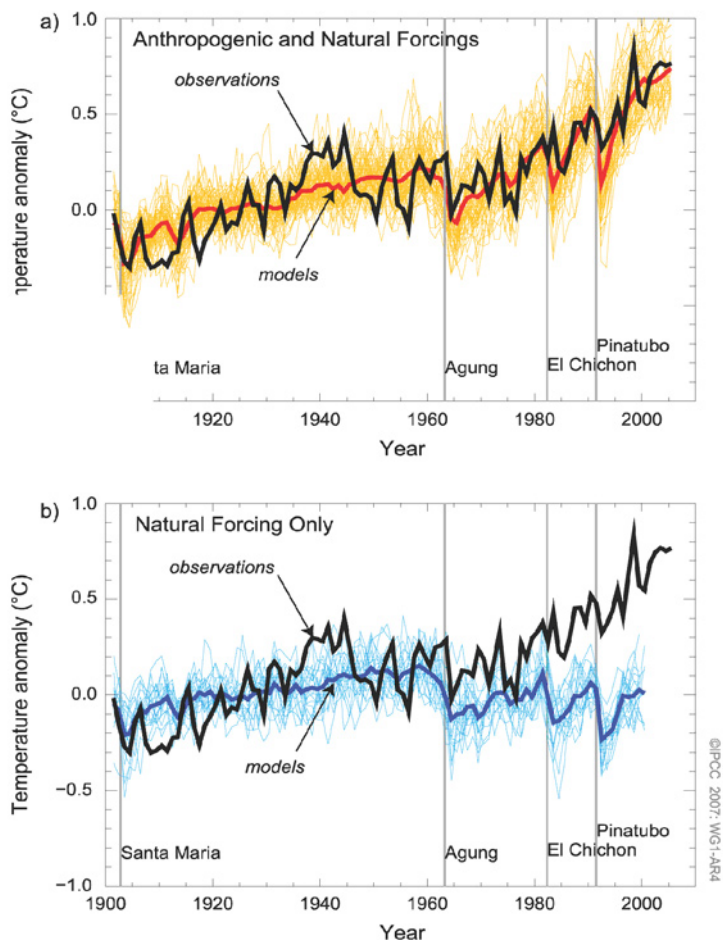 a)
1.0
Anthropogenic and Natural Forcings
observations
0.5
0.0
models
nperature anomaly (°C)
ta Maria
Agung
El Chichon
Pinatubo
1920
1940
1960
1980
2000
Year
b)
1.0
Natural Forcing Only
observations
0.5
0.0
models
−0.5
−1.0
Temperature anomaly (°C)
Santa Maria
Agung
El Chichon
Pinatubo
1900
1920
1940
1960
1980
2000
Year
©IPCC 2007: WG1-AR4